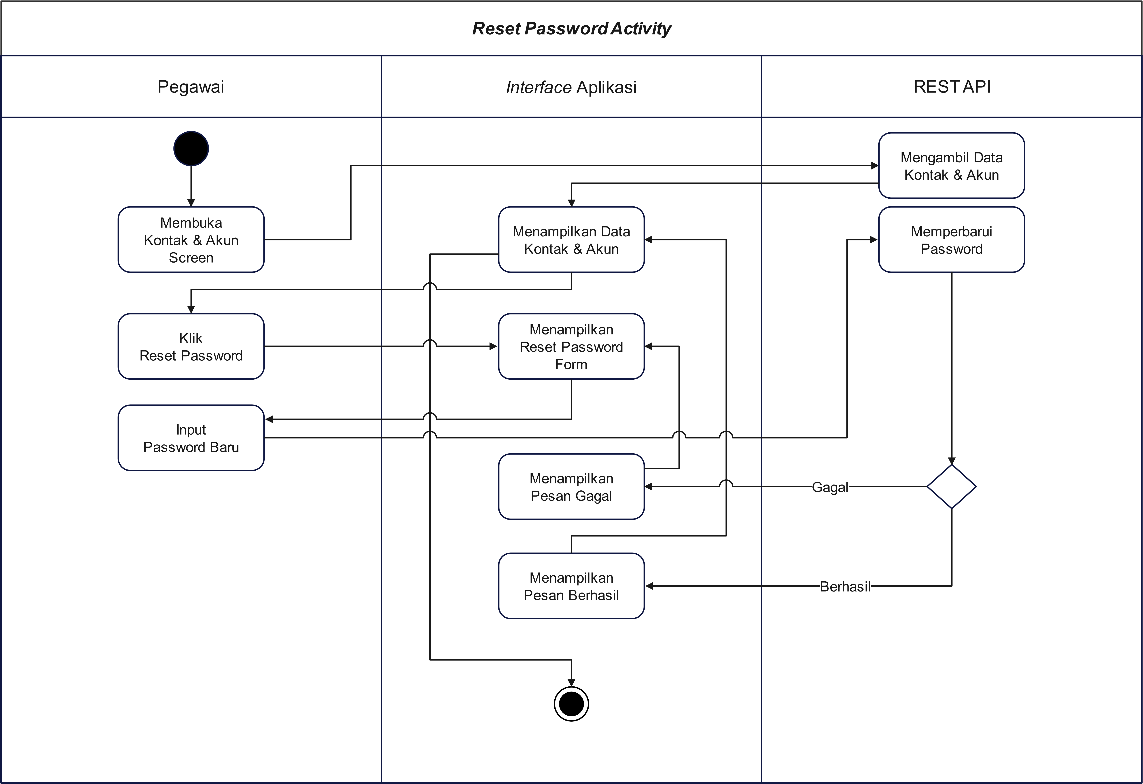 Reset Password Activity
Pegawai
Interface Aplikasi
REST API
Mengambil Data
Kontak & Akun
Membuka
Kontak & Akun
Screen
Menampilkan Data
Kontak & Akun
Memperbarui
Password
Klik
Reset Password
Menampilkan
Reset Password
Form
Input
Password Baru
Menampilkan
Pesan Gagal
Gagal
Menampilkan
Pesan Berhasil
Berhasil